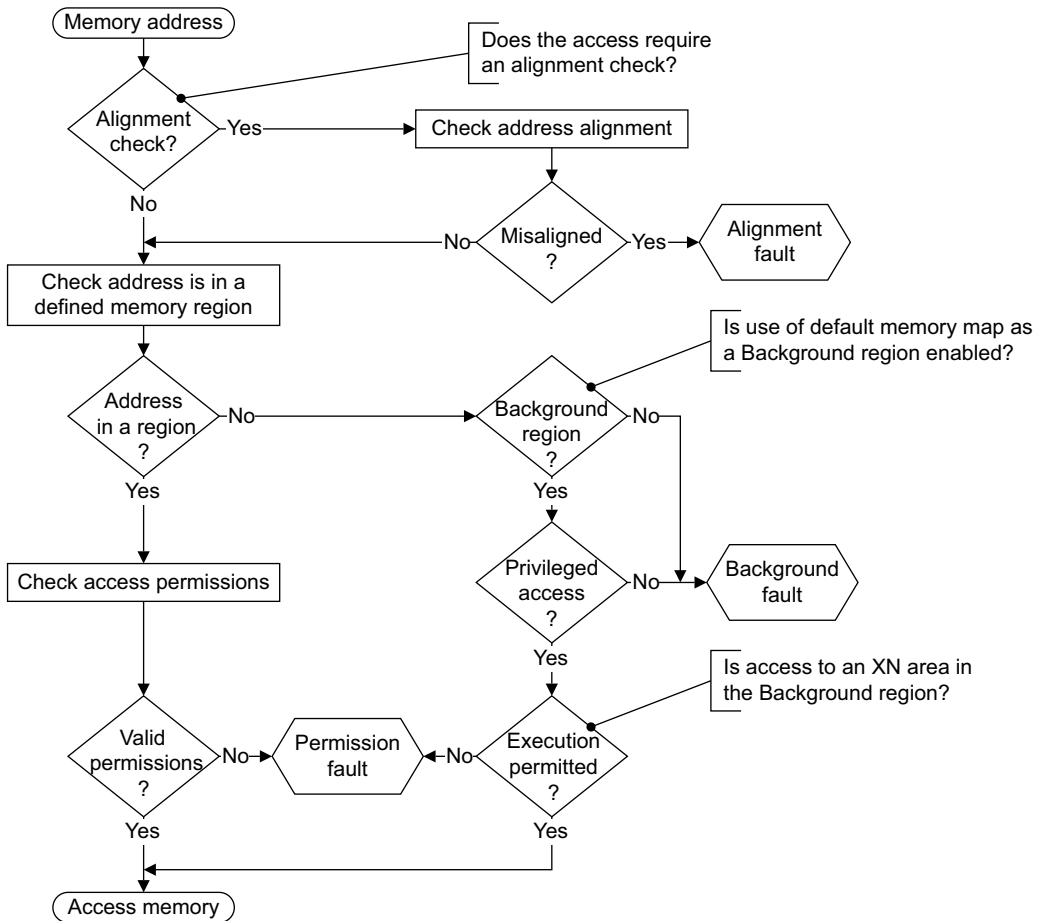 Memory address
Does the access require
an alignment check?
Alignment
check?
Yes
Check address alignment
No
Misaligned
?
No
Yes
Alignment
fault
Check address is in a
defined memory region
Is use of default memory map as
a Background region enabled?
Address
in a region
?
No
Background
region
?
No
Yes
Yes
Check access permissions
Privileged
access
?
No
Background
fault
Yes
Is access to an XN area in
the Background region?
Valid
permissions
?
No
Permission
fault
No
Execution
permitted
?
Yes
Yes
Access memory